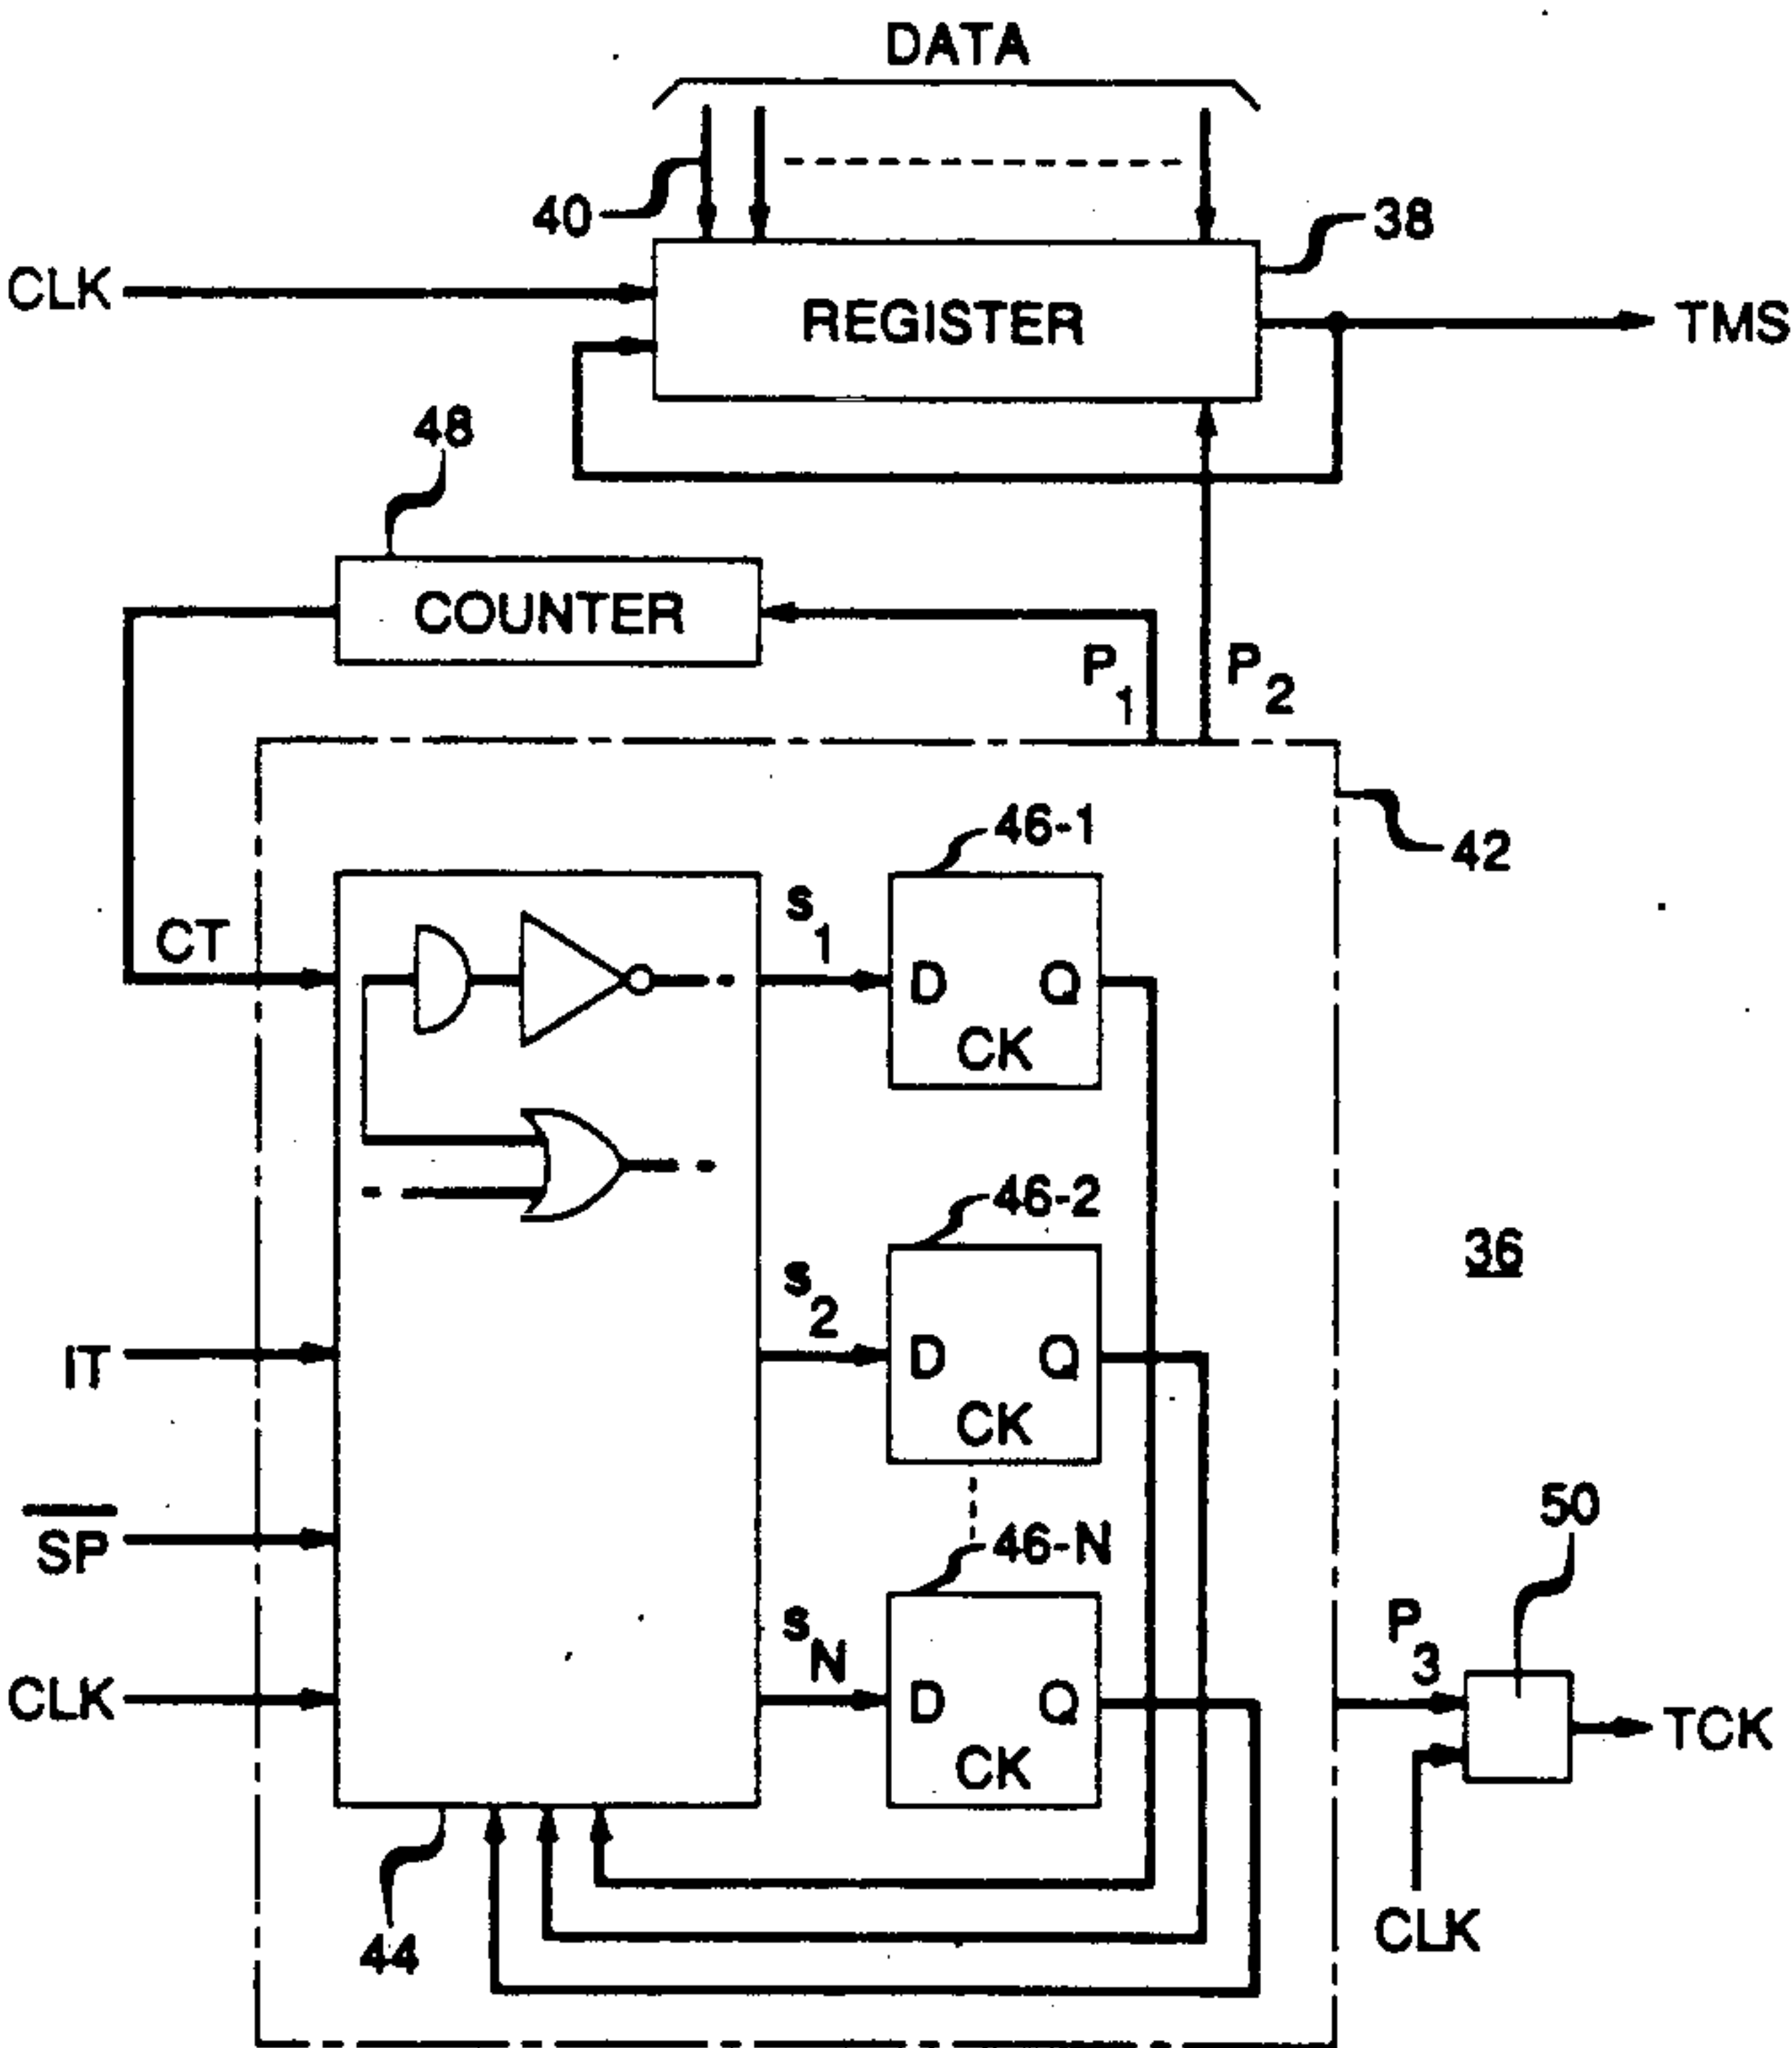 DATA
40
38
CLK
REGISTER
TMS
48
COUNTER
P1
P2
46-1
42
S1
CT
D Q
CK
46-2
36
S2
IT
D Q
CK
50
SP
46-N
SN
P3
CLK
D Q
TCK
CK
CLK
44